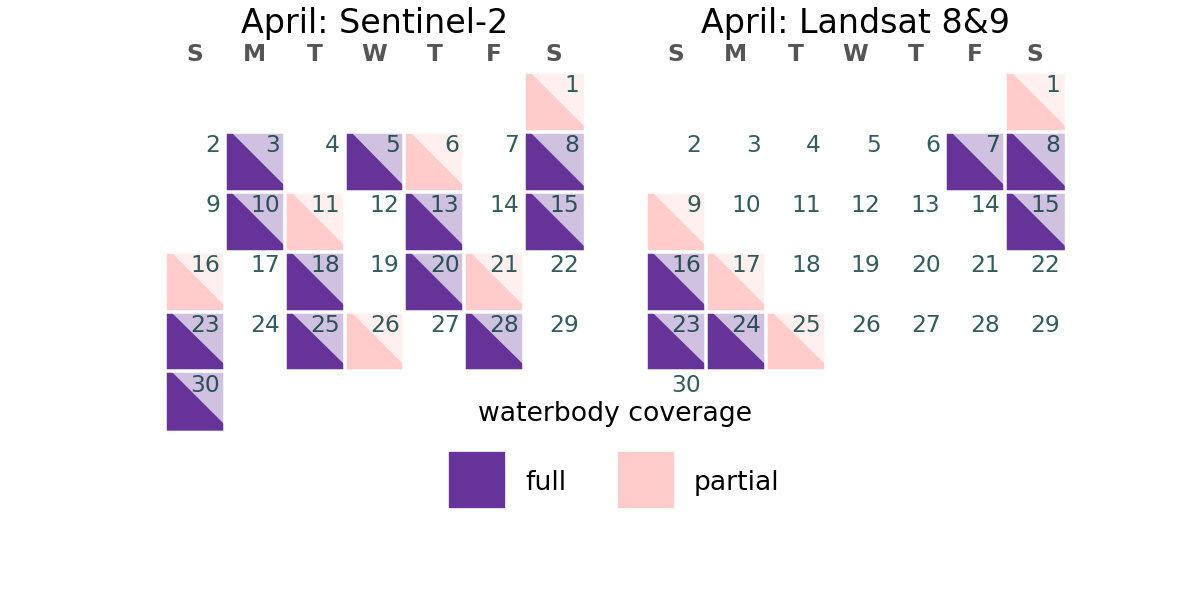 April: Sentinel-2
S M T W T F S
1
2 3 4 5 6 7 8
9 10 11 12 13 14 15
16 17 18 19 20 21 22
23 24 25 26 27 28 29
30
April: Landsat 8&9
S M T W T F S
1
2 3 4 5 6 7 8
9 10 11 12 13 14 15
16 17 18 19 20 21 22
23 24 25 26 27 28 29
30
waterbody coverage
full partial